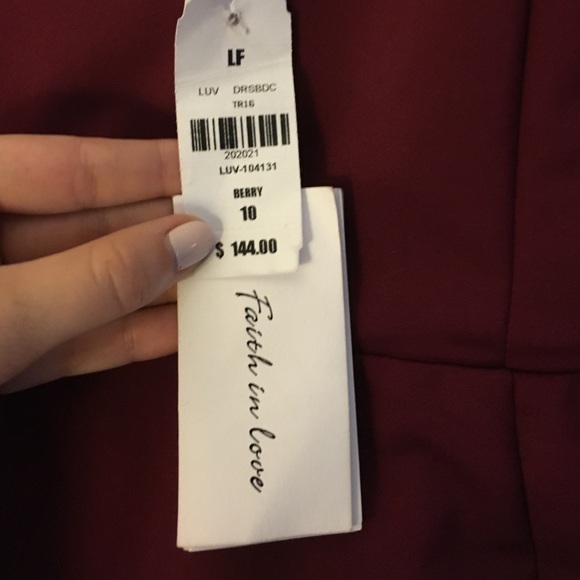 LF
LUV DRSBDC
TR16
202021
LUV-104131
BERRY
10
$ 144.00
Faith in love